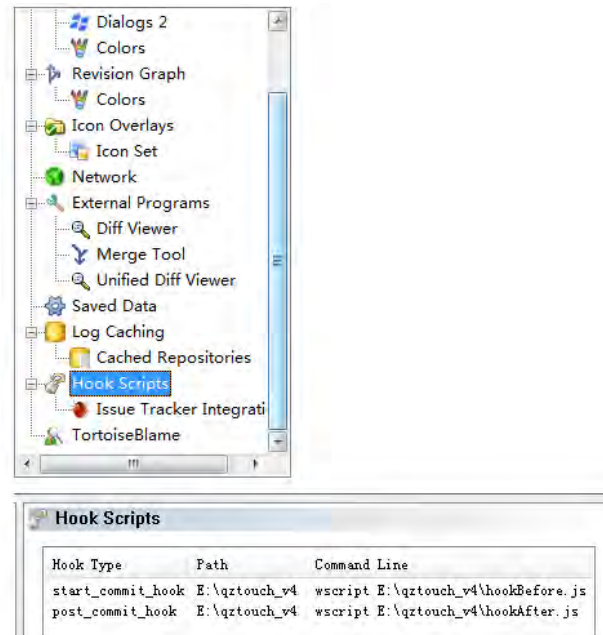 Dialogs 2
Colors
Revision Graph
Colors
Icon Overlays
Icon Set
Network
External Programs
Diff Viewer
Merge Tool
Unified Diff Viewer
Saved Data
Log Caching
Cached Repositories
Hook Scripts
Issue Tracker Integrati
TortoiseBlame
Hook Scripts
Hook Type Path Command Line
start_commit_hook E:\qztouch_v4 wscript E:\qztouch_v4\hookBefore.js
post_commit_hook E:\qztouch_v4 wscript E:\qztouch_v4\hookAfter.js